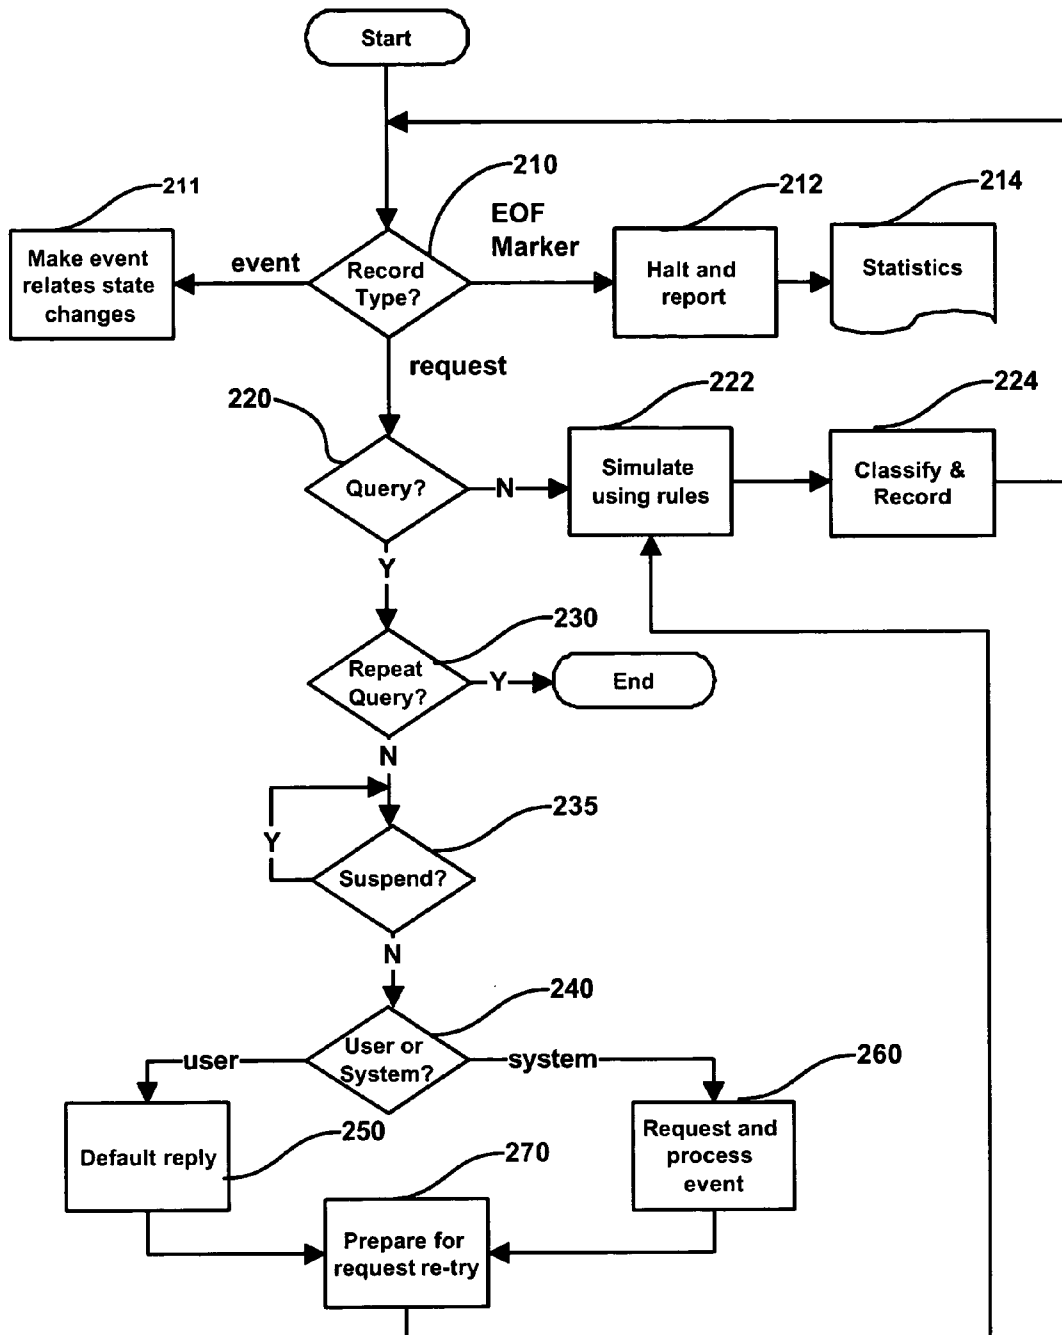 Start
210
211
212
214
EOF
Marker
event
Make event
relates state
changes
Record
Type?
Halt and
report
Statistics
request
220
222
224
Query?
N
Simulate
using rules
Classify &
Record
Y
230
Repeat
Query?
Y
End
N
235
Y
Suspend?
N
240
user
User or
System?
system
260
250
Default reply
Request and
process
event
270
Prepare for
request re-try